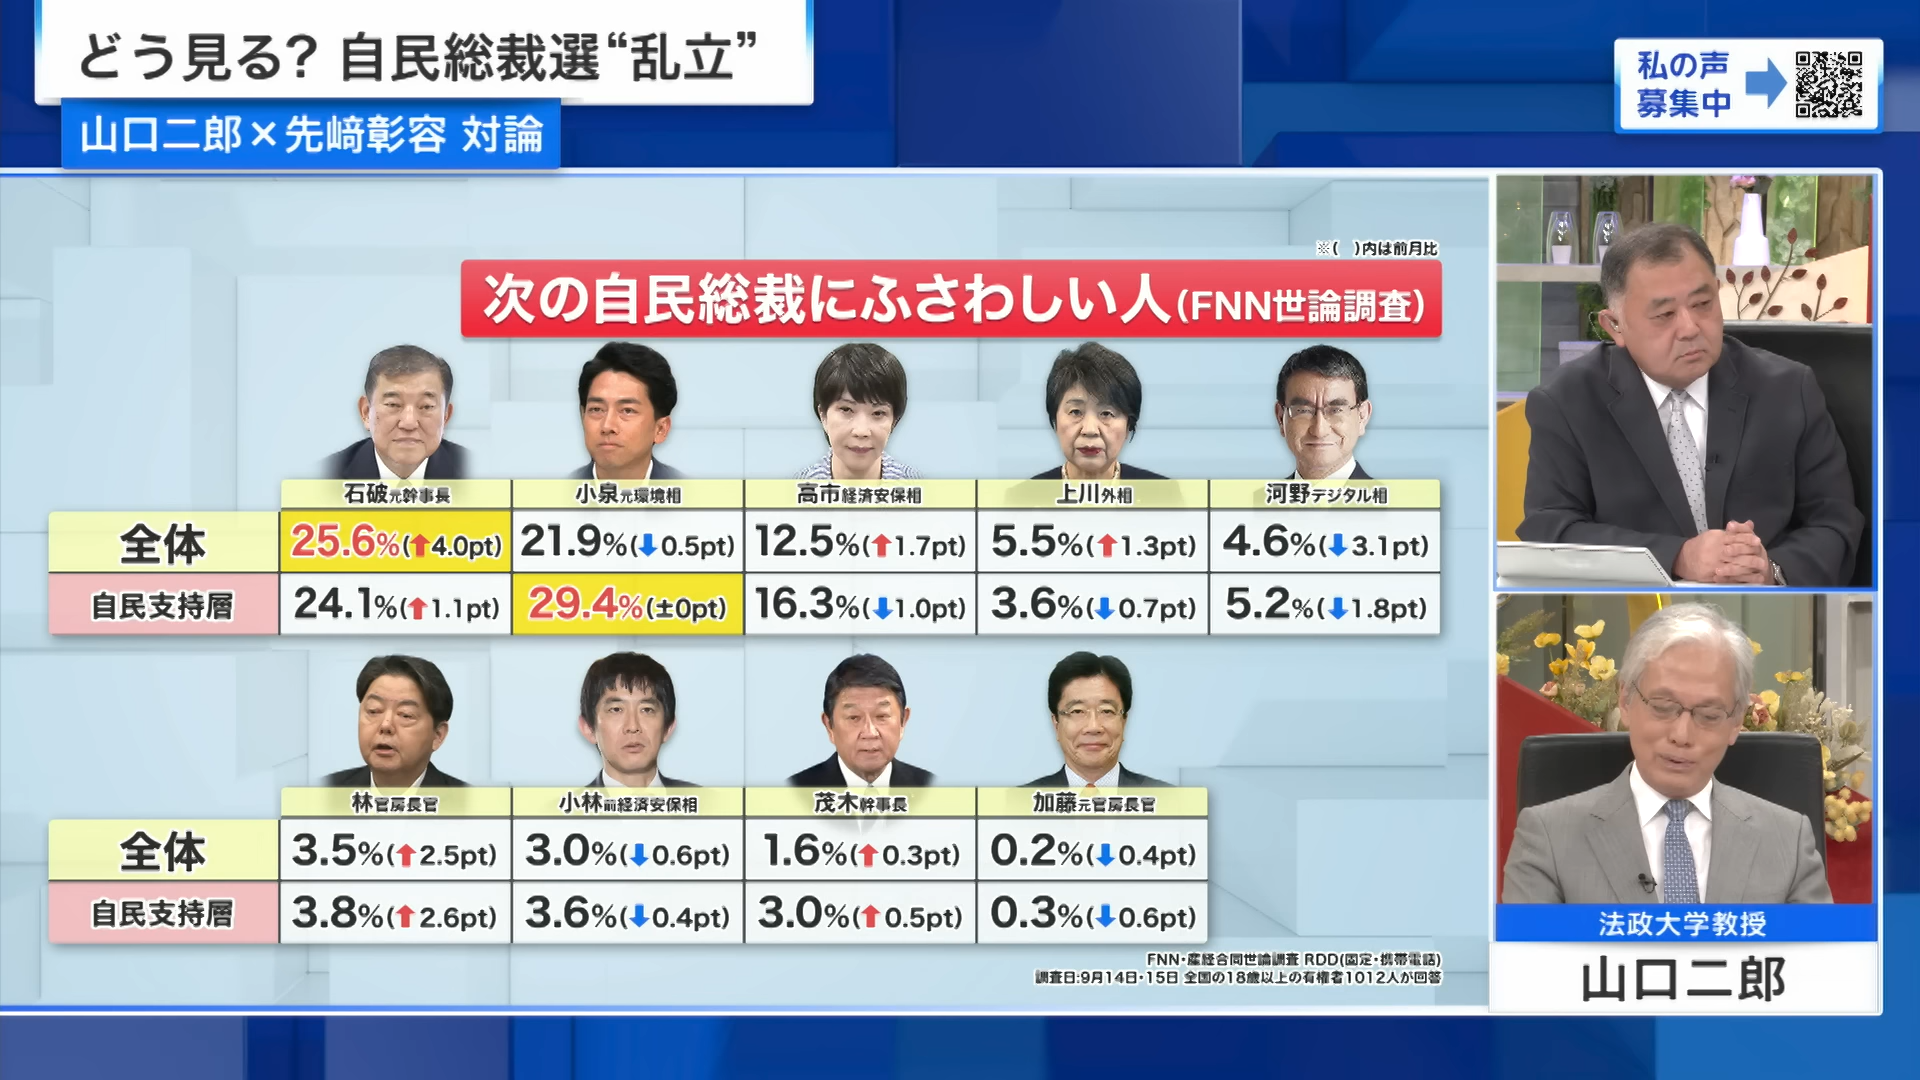 どう見る? 自民総裁選“乱立”
山口二郎×先﨑彰容 対論
私の声
募集中
※( )内は前月比
次の自民総裁にふさわしい人(FNN世論調査)
石破元幹事長 小泉元環境相 高市経済安保相 上川外相 河野デジタル相
全体 25.6%(⬆4.0pt) 21.9%(⬇0.5pt) 12.5%(⬆1.7pt) 5.5%(⬆1.3pt) 4.6%(⬇3.1pt)
自民支持層 24.1%(⬆1.1pt) 29.4%(±0pt) 16.3%(⬇1.0pt) 3.6%(⬇0.7pt) 5.2%(⬇1.8pt)
林官房長官 小林前経済安保相 茂木幹事長 加藤元官房長官
全体 3.5%(⬆2.5pt) 3.0%(⬇0.6pt) 1.6%(⬆0.3pt) 0.2%(⬇0.4pt)
自民支持層 3.8%(⬆2.6pt) 3.6%(⬇0.4pt) 3.0%(⬆0.5pt) 0.3%(⬇0.6pt)
FNN・産経合同世論調査 RDD(固定・携帯電話)
調査日:9月14日・15日 全国の18歳以上の有権者1012人が回答
法政大学教授
山口二郎